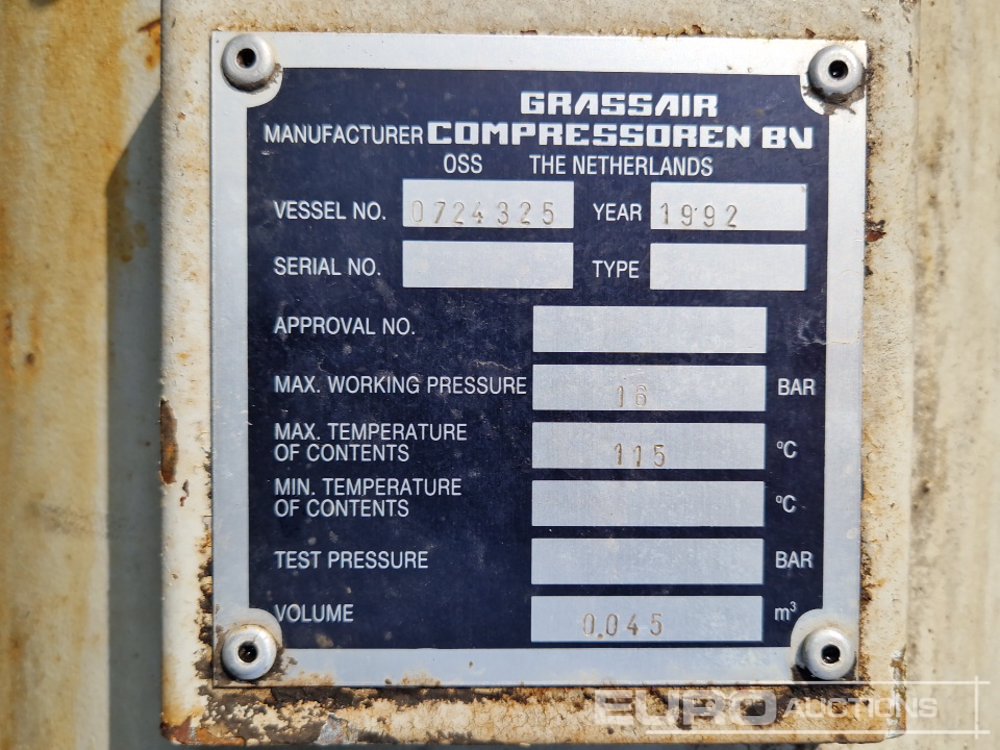 GRASSAIR
MANUFACTURER COMPRESSOREN BV
OSS THE NETHERLANDS
VESSEL NO. 0724325 YEAR 1992
SERIAL NO. TYPE
APPROVAL NO.
MAX. WORKING PRESSURE 16 BAR
MAX. TEMPERATURE
OF CONTENTS 115 °C
MIN. TEMPERATURE
OF CONTENTS °C
TEST PRESSURE BAR
VOLUME 0.045 m³
EURO AUCTIONS